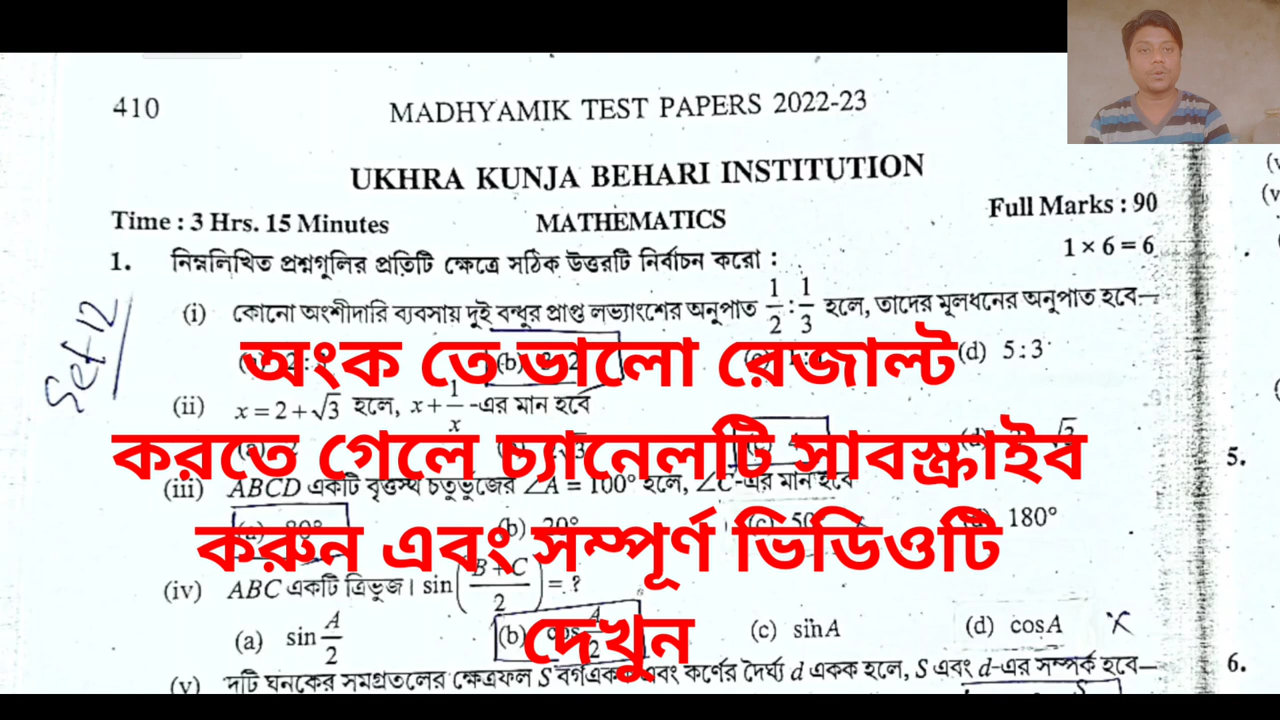 410 MADHYAMIK TEST PAPERS 2022-23
UKHRA KUNJA BEHARI INSTITUTION
Time : 3 Hrs. 15 Minutes MATHEMATICS Full Marks : 90
1. নিম্নলিখিত প্রশ্নগুলির প্রতিটি ক্ষেত্রে সঠিক উত্তরটি নির্বাচন করো : 1 × 6 = 6
Set-12
(i) কোনো অংশীদারি ব্যবসায় দুই বন্ধুর প্রাপ্ত লভ্যাংশের অনুপাত 1/2 : 1/3 হলে, তাদের মূলধনের অনুপাত হবে—
(b) (d) 5 : 3
অংক তে ভালো রেজাল্ট
(ii) x = 2 + √3 হলে, x + 1/x -এর মান হবে
করতে গেলে চ্যানেলটি সাবস্ক্রাইব
5.
(iii) ABCD একটি বৃত্তস্থ চতুর্ভুজের ∠A = 100° হলে, ∠C-এর মান হবে
180°
করুন এবং সম্পূর্ণ ভিডিওটি
(iv) ABC একটি ত্রিভুজ। sin(B + C/2) = ?
(a) sin A/2 (b) cos A/2 (c) sinA (d) cosA X
দেখুন
(v) দুটি ঘনকের সমগ্রতলের ক্ষেত্রফল S বর্গএকক এবং কর্ণের দৈর্ঘ্য d একক হলে, S এবং d-এর সম্পর্ক হবে—
6.